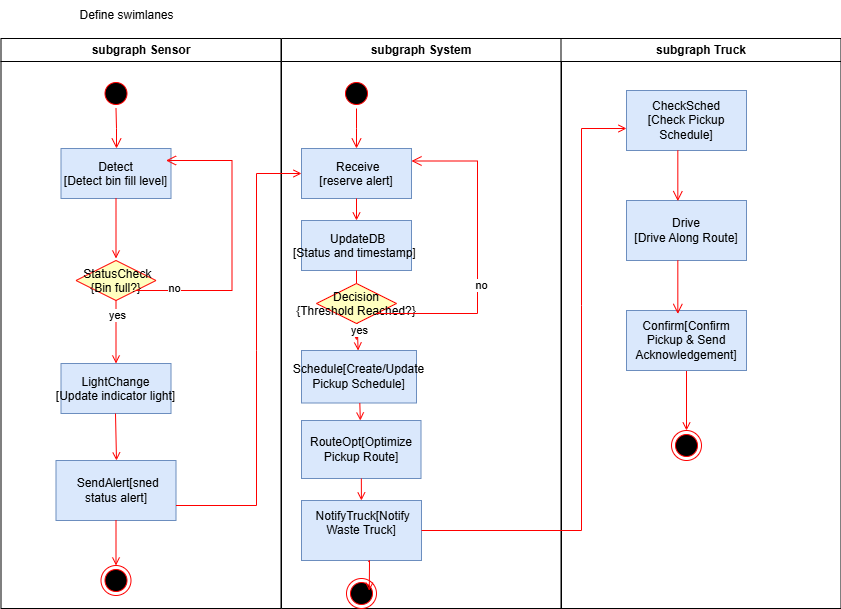 Define swimlanes
subgraph Sensor
subgraph System
subgraph Truck
Detect
[Detect bin fill level]
StatusCheck
{Bin full?}
no
yes
LightChange
[Update indicator light]
SendAlert[sned
status alert]
Receive
[reserve alert]
UpdateDB
[Status and timestamp]
Decision
{Threshold Reached?}
no
yes
Schedule[Create/Update
Pickup Schedule]
RouteOpt[Optimize
Pickup Route]
NotifyTruck[Notify
Waste Truck]
CheckSched
[Check Pickup
Schedule]
Drive
[Drive Along Route]
Confirm[Confirm
Pickup & Send
Acknowledgement]